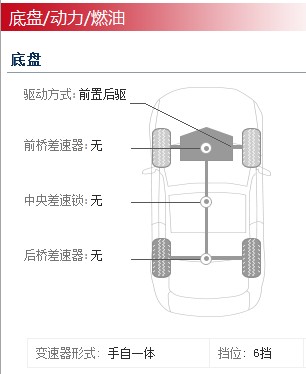 底盘/动力/燃油
底盘
驱动方式: 前置后驱
前桥差速器: 无
中央差速锁: 无
后桥差速器: 无
变速器形式: 手自一体 挡位: 6挡